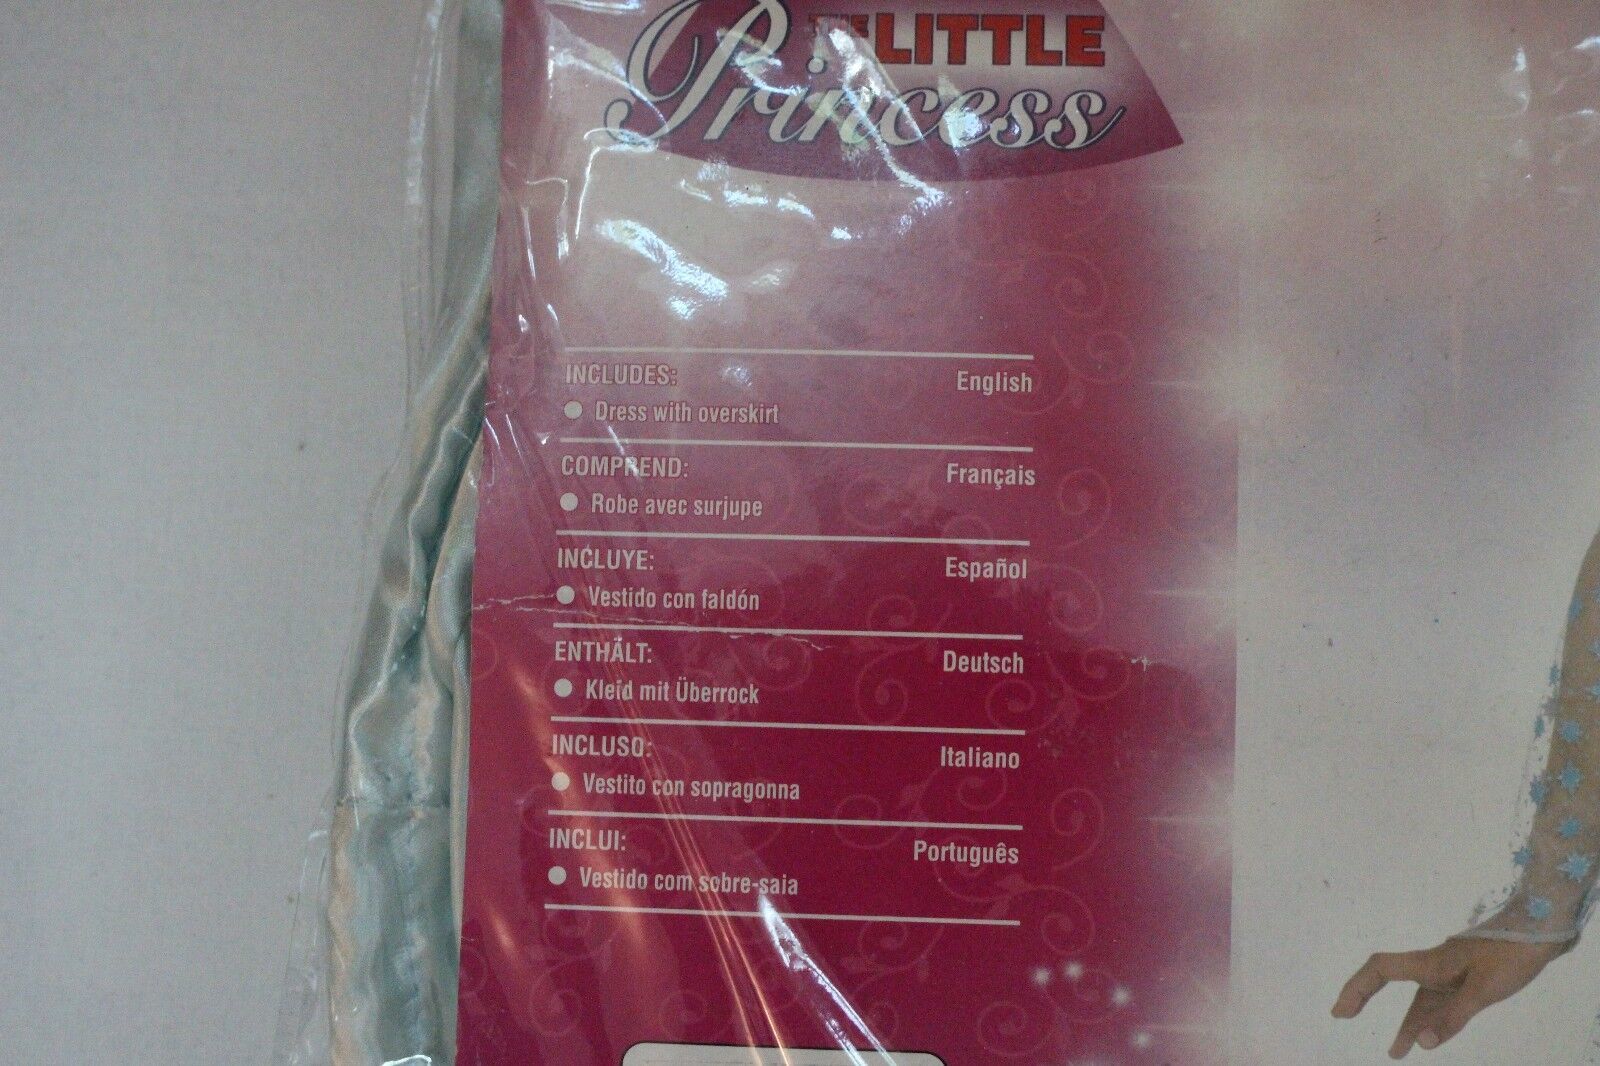 THE LITTLE
Princess
INCLUDES: English
● Dress with overskirt
COMPREND: Français
● Robe avec surjupe
INCLUYE: Español
● Vestido con faldón
ENTHÄLT: Deutsch
● Kleid mit Überrock
INCLUSO: Italiano
● Vestito con sopragonna
INCLUI: Português
● Vestido com sobre-saia